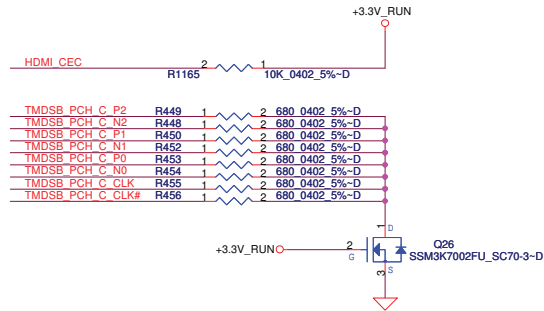 +3.3V_RUN
HDMI_CEC
2 1
R1165 10K_0402_5%~D
TMDSB_PCH_C_P2 R449 1 2 680_0402_5%~D
TMDSB_PCH_C_N2 R448 1 2 680_0402_5%~D
TMDSB_PCH_C_P1 R450 1 2 680_0402_5%~D
TMDSB_PCH_C_N1 R452 1 2 680_0402_5%~D
TMDSB_PCH_C_P0 R453 1 2 680_0402_5%~D
TMDSB_PCH_C_N0 R454 1 2 680_0402_5%~D
TMDSB_PCH_C_CLK R455 1 2 680_0402_5%~D
TMDSB_PCH_C_CLK# R456 1 2 680_0402_5%~D
1 D
+3.3V_RUN 2 G
Q26
SSM3K7002FU_SC70-3~D
3 S